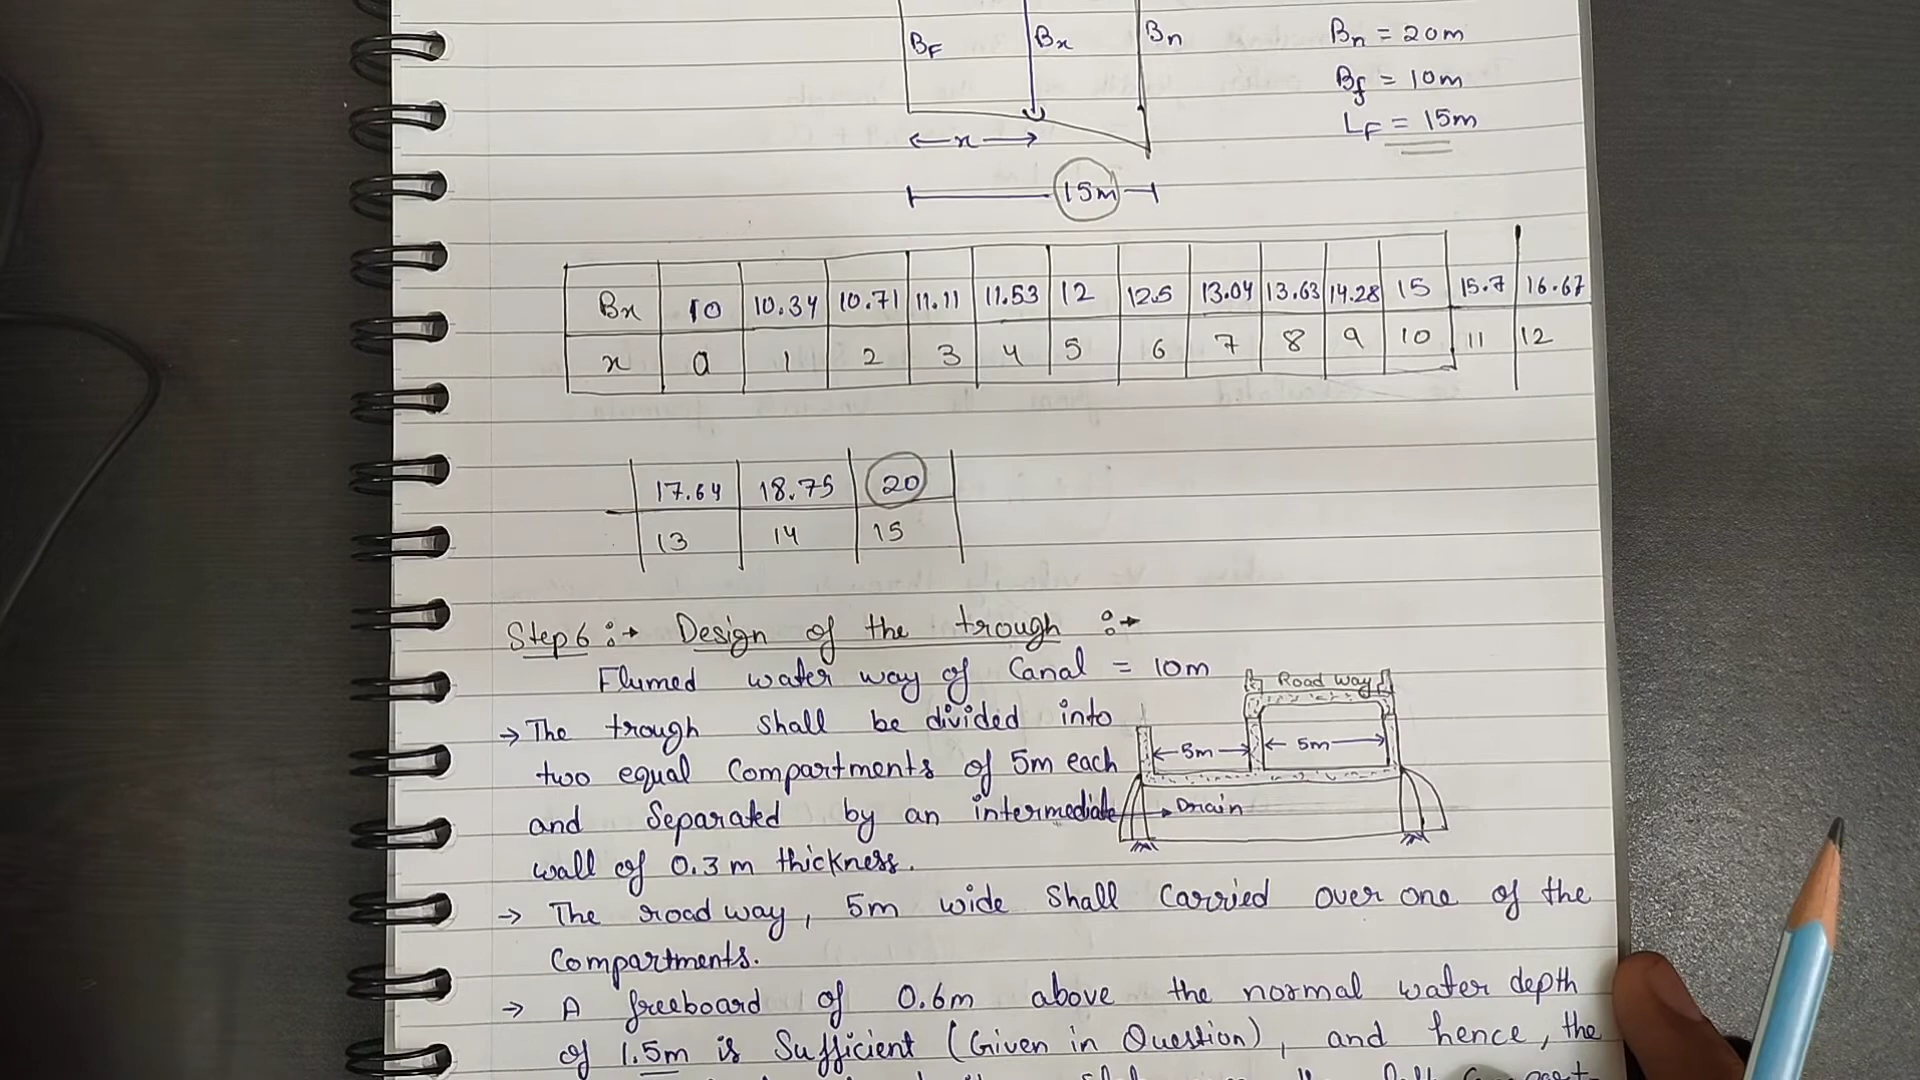 BF Bx Bn Bn = 20m
Bf = 10m
LF = 15m
x
15m
Bx 10 10.34 10.71 11.11 11.53 12 12.5 13.04 13.63 14.28 15 15.7 16.67
x 0 1 2 3 4 5 6 7 8 9 10 11 12
17.64 18.75 20
13 14 15
Step 6 :→ Design of the trough :→
Flumed water way of Canal = 10m
→ The trough shall be divided into
two equal Compartments of 5m each
and Separated by an intermediate
wall of 0.3 m thickness.
Road way
5m 5m
Drain
→ The road way, 5m wide shall Carried over one of the
Compartments.
→ A freeboard of 0.6m above the normal water depth
of 1.5m is Sufficient (Given in Question), and hence, the